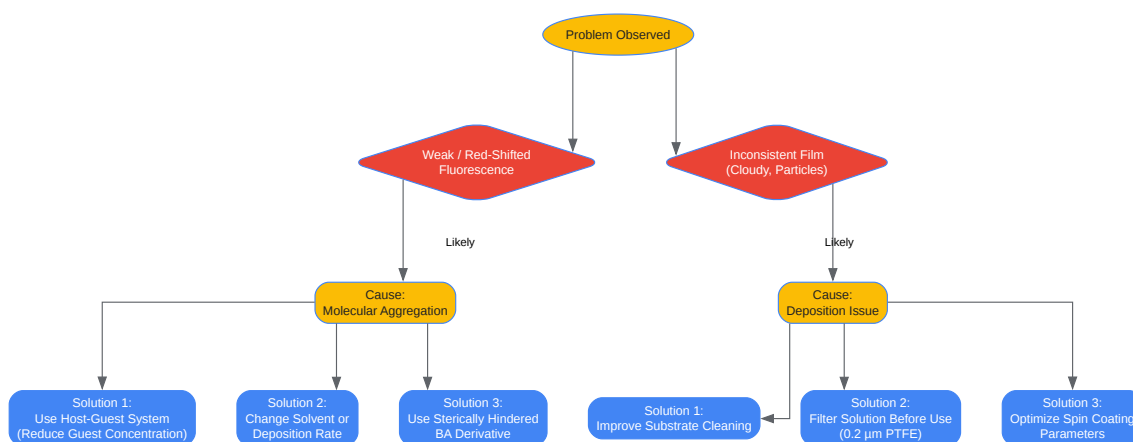 Problem Observed
Weak / Red-Shifted
Fluorescence
Inconsistent Film
(Cloudy, Particles)
Likely
Likely
Cause:
Molecular Aggregation
Cause:
Deposition Issue
Solution 1:
Use Host-Guest System
(Reduce Guest Concentration)
Solution 2:
Change Solvent or
Deposition Rate
Solution 3:
Use Sterically Hindered
BA Derivative
Solution 1:
Improve Substrate Cleaning
Solution 2:
Filter Solution Before Use
(0.2 µm PTFE)
Solution 3:
Optimize Spin Coating
Parameters